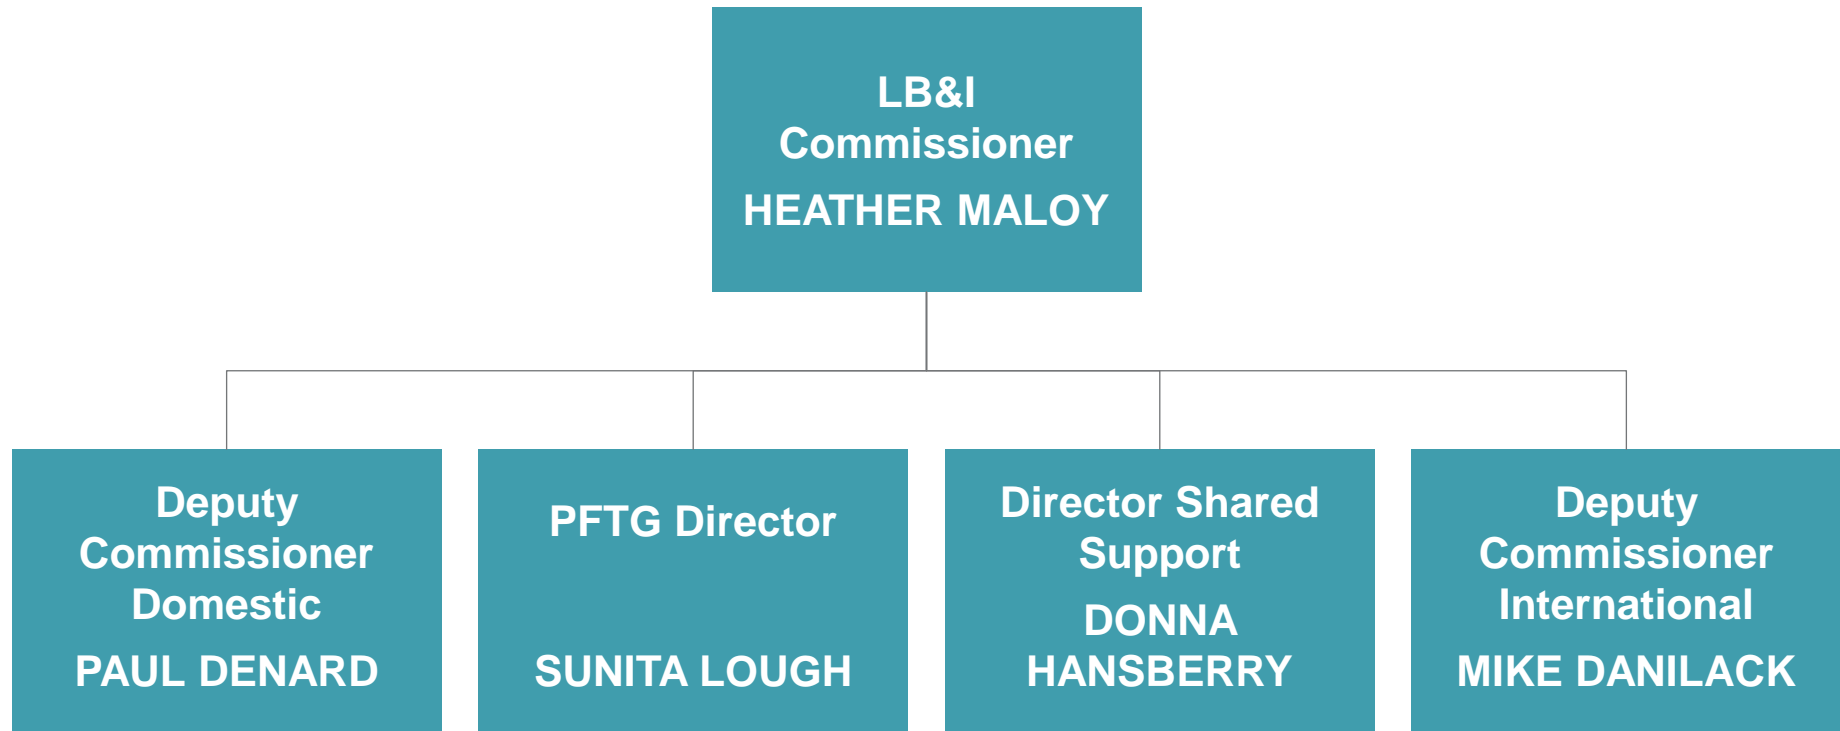 LB&I
Commissioner
HEATHER MALOY
Deputy
Commissioner
Domestic
PAUL DENARD
PFTG Director
SUNITA LOUGH
Director Shared
Support
DONNA
HANSBERRY
Deputy
Commissioner
International
MIKE DANILACK